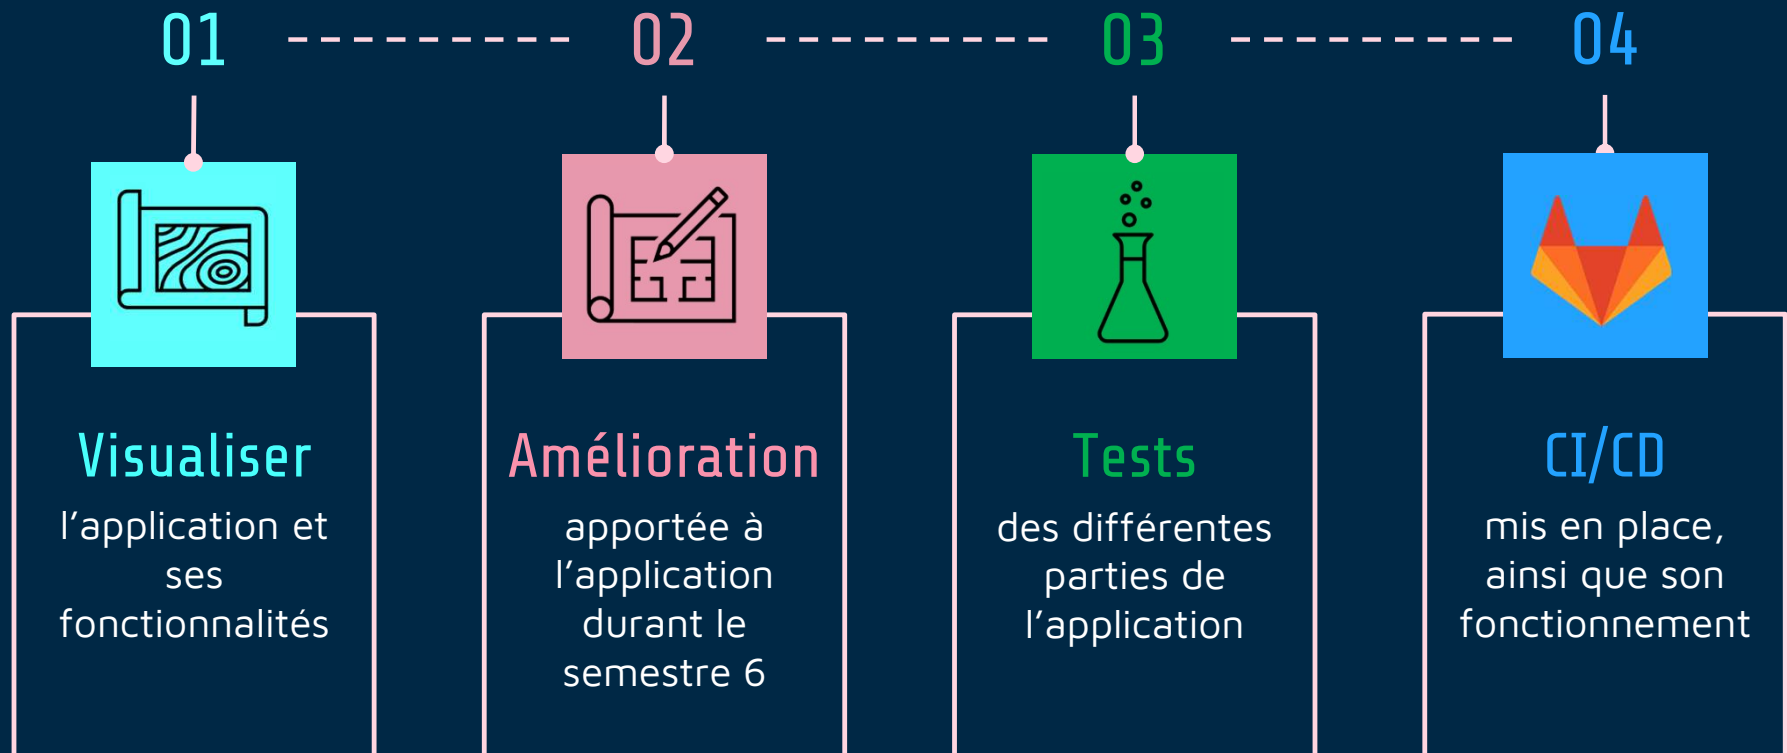 01
02
03
04
Visualiser
l’application et
ses
fonctionnalités
Amélioration
apportée à
l’application
durant le
semestre 6
Tests
des différentes
parties de
l’application
CI/CD
mis en place,
ainsi que son
fonctionnement